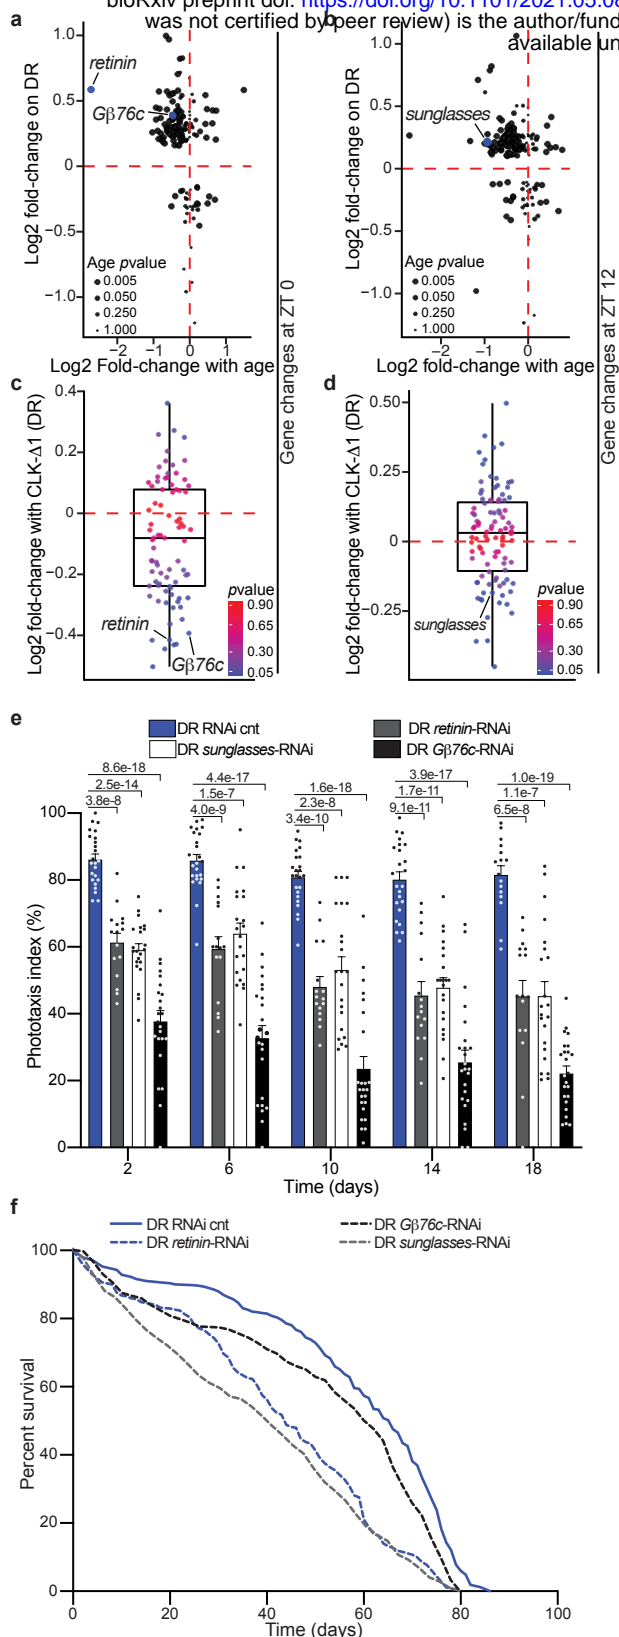 bioRxiv preprint doi: https://doi.org/10.1101/2021.03.08
was not certified by peer review) is the author/fund
available un
a
Log2 fold-change on DR
1.0
0.5
0
−0.5
−1.0
retinin
Gβ76c
Age pvalue
0.005
0.050
0.250
1.000
−2
−1
0
1
Log2 Fold-change with age
Gene changes at ZT 0
b
Log2 fold-change on DR
1.0
0.5
0
−0.5
−1.0
sunglasses
Age pvalue
0.005
0.050
0.250
1.000
−2
−1
0
Log2 fold-change with age
Gene changes at ZT 12
c
Log2 fold-change with CLK-Δ1 (DR)
0.4
0.2
0
−0.2
−0.4
retinin
Gβ76c
pvalue
0.90
0.65
0.30
0.05
d
Log2 fold-change with CLK-Δ1 (DR)
0.50
0.25
0
−0.25
sunglasses
pvalue
0.90
0.65
0.30
0.05
e
DR RNAi cnt
DR retinin-RNAi
DR sunglasses-RNAi
DR Gβ76c-RNAi
8.6e-18
2.5e-14
3.8e-8
4.4e-17
1.5e-7
4.0e-9
1.6e-18
2.3e-8
3.4e-10
3.9e-17
1.7e-11
9.1e-11
1.0e-19
1.1e-7
6.5e-8
Phototaxis index (%)
100
80
60
40
20
0
2
6
10
14
18
Time (days)
f
DR RNAi cnt
DR Gβ76c-RNAi
DR retinin-RNAi
DR sunglasses-RNAi
Percent survival
100
80
60
40
20
0
0
20
40
60
80
100
Time (days)